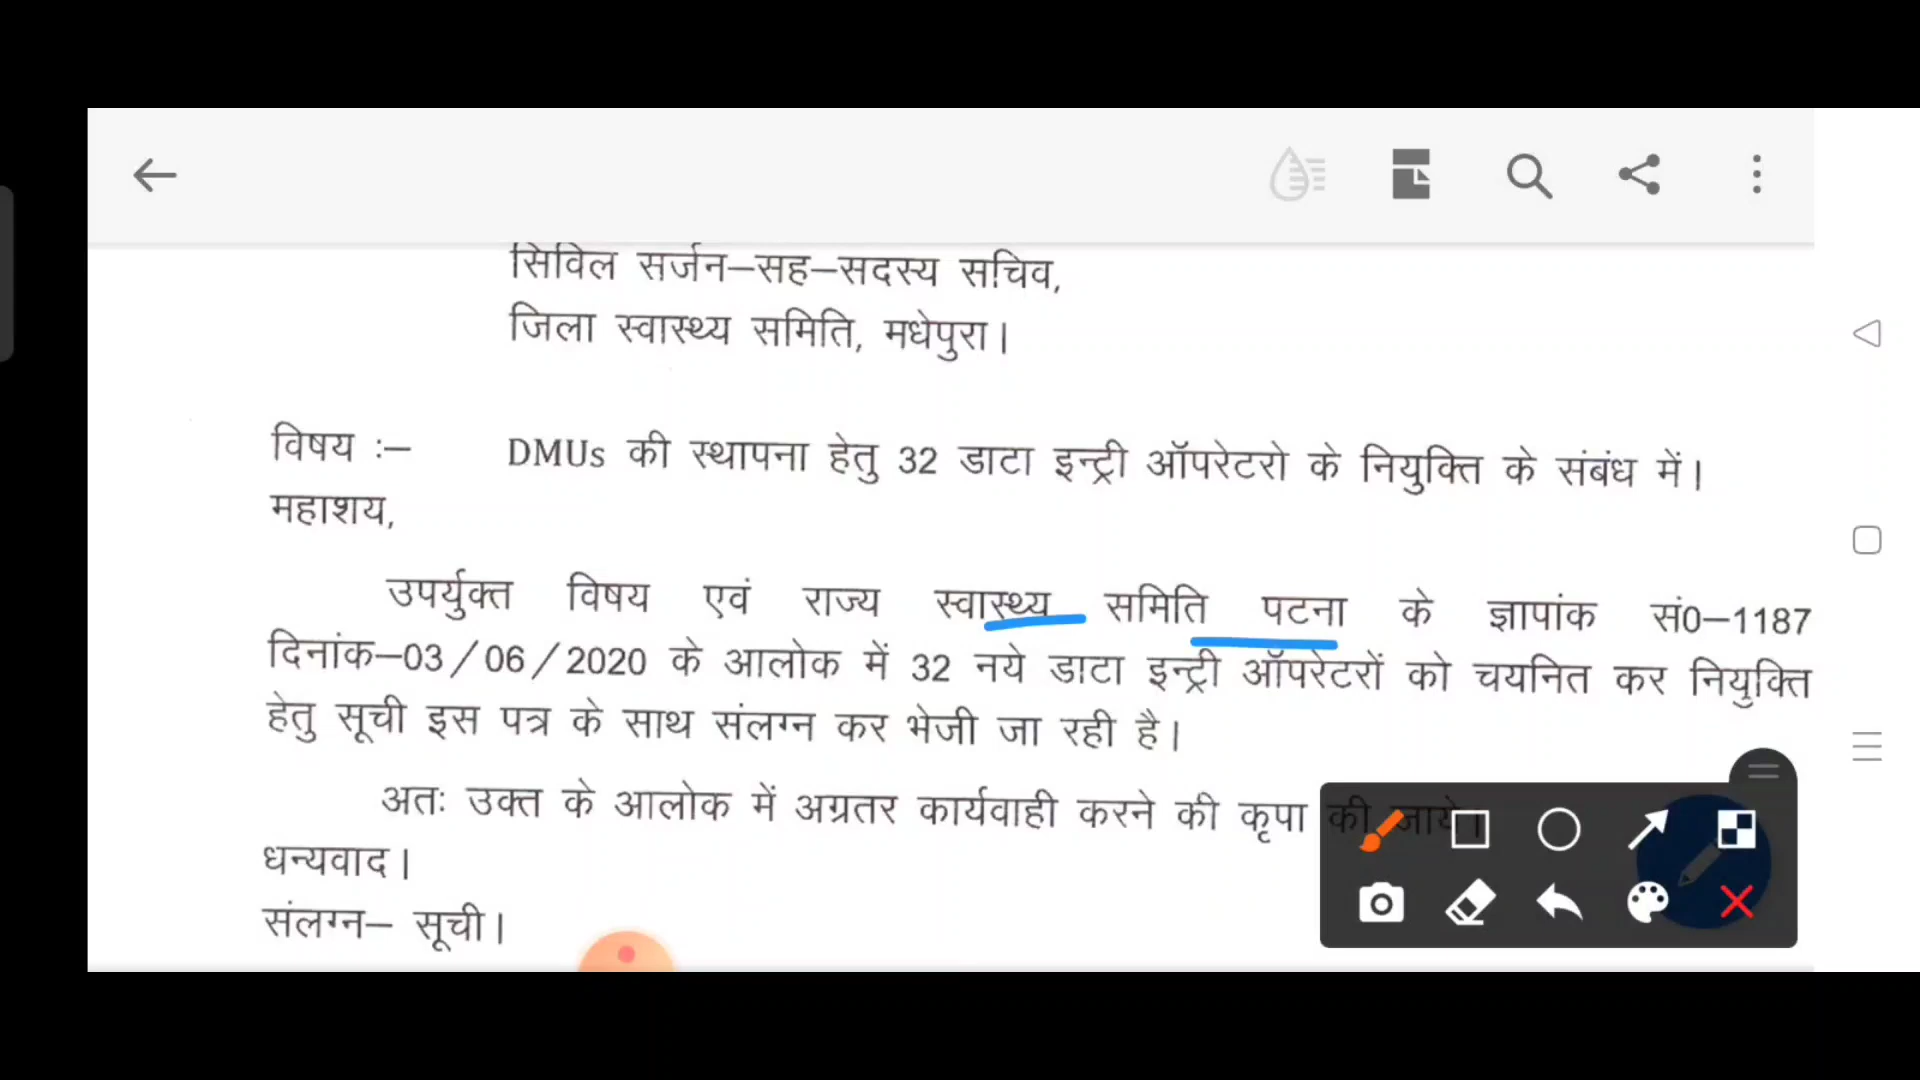 सिविल सर्जन–सह–सदस्य सचिव,
जिला स्वास्थ्य समिति, मधेपुरा।
विषय :– DMUs की स्थापना हेतु 32 डाटा इन्ट्री ऑपरेटरो के नियुक्ति के संबंध में।
महाशय,
उपर्युक्त विषय एवं राज्य स्वास्थ्य समिति पटना के ज्ञापांक सं0–1187
दिनांक–03/06/2020 के आलोक में 32 नये डाटा इन्ट्री ऑपरेटरों को चयनित कर नियुक्ति
हेतु सूची इस पत्र के साथ संलग्न कर भेजी जा रही है।
अतः उक्त के आलोक में अग्रतर कार्यवाही करने की कृपा की जाये।
धन्यवाद।
संलग्न– सूची।